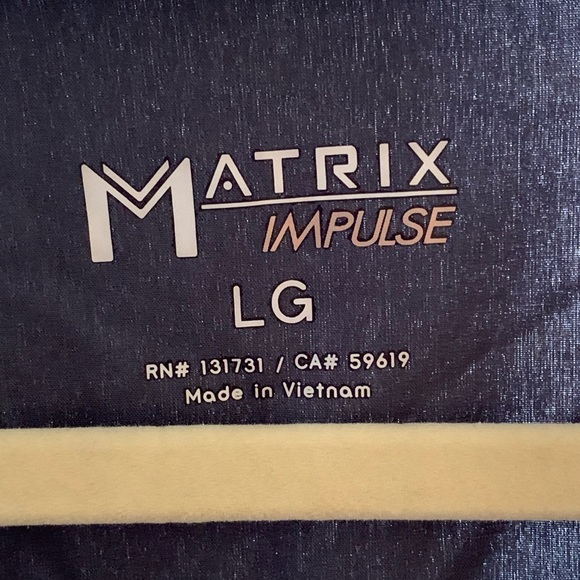 MATRIX
IMPULSE
LG
RN# 131731 / CA# 59619
Made in Vietnam